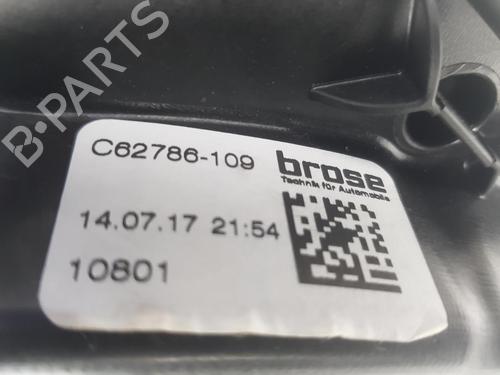 B-PARTS
C62786-109
brose
Technik für Automobile
14.07.17 21:54
10801